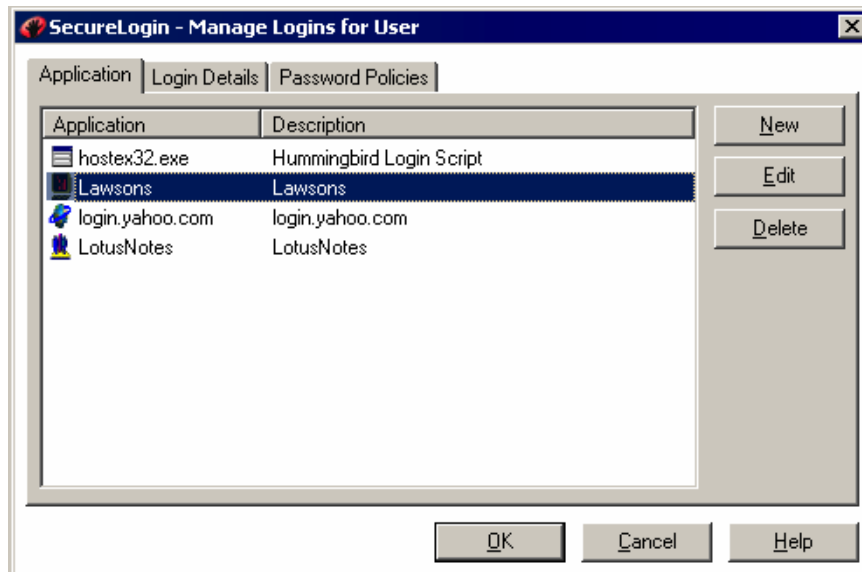 SecureLogin - Manage Logins for User
Application Login Details Password Policies
Application Description
hostex32.exe Hummingbird Login Script
Lawsons Lawsons
login.yahoo.com login.yahoo.com
LotusNotes LotusNotes
New
Edit
Delete
OK Cancel Help